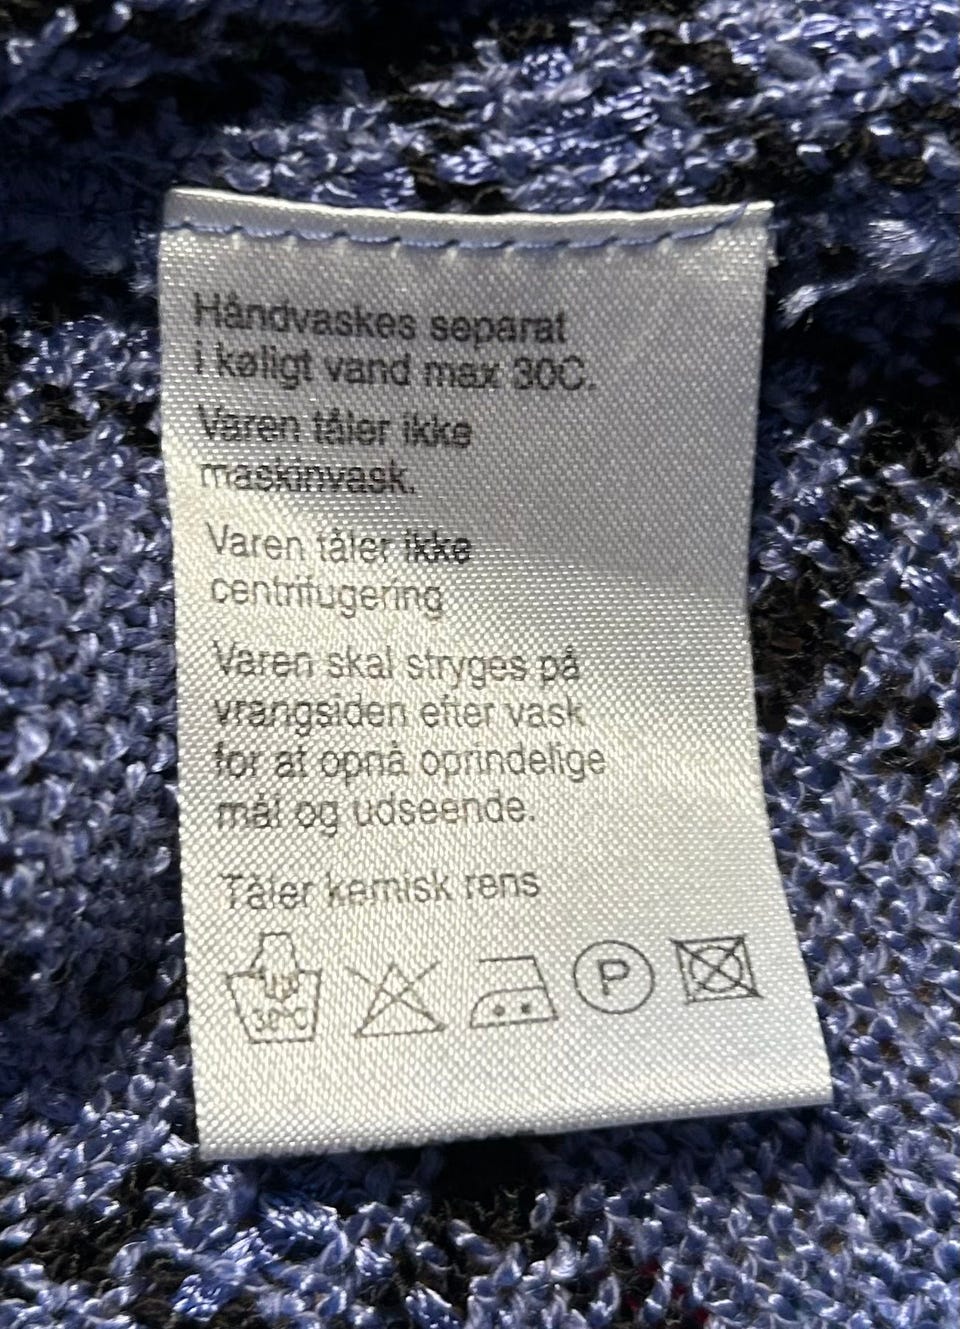 Håndvaskes separat
i køligt vand max 30C.
Varen tåler ikke
maskinvask.
Varen tåler ikke
centrifugering
Varen skal stryges på
vrangsiden efter vask
for at opnå oprindelige
mål og udseende.
Tåler kemisk rens
30°C P